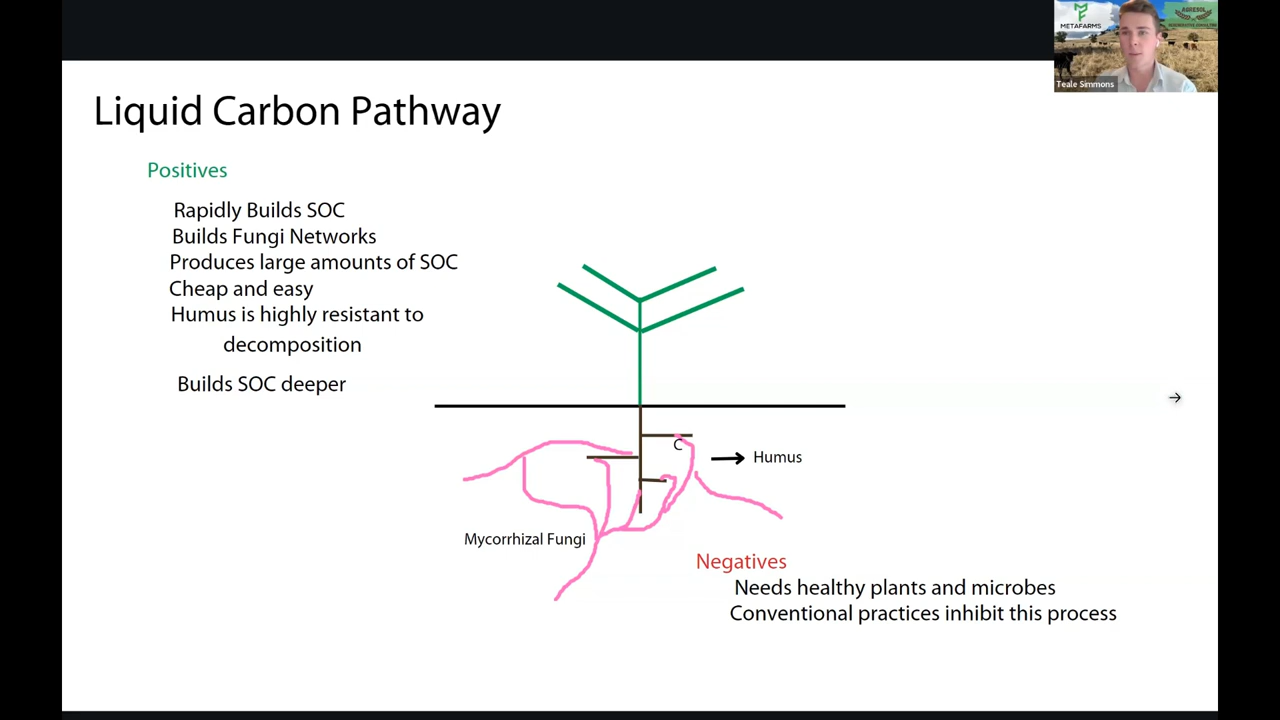 METAFARMS
AGRESOL
Teale Simmons
Liquid Carbon Pathway
Positives
Rapidly Builds SOC
Builds Fungi Networks
Produces large amounts of SOC
Cheap and easy
Humus is highly resistant to
decomposition
Builds SOC deeper
C
Humus
Mycorrhizal Fungi
Negatives
Needs healthy plants and microbes
Conventional practices inhibit this process